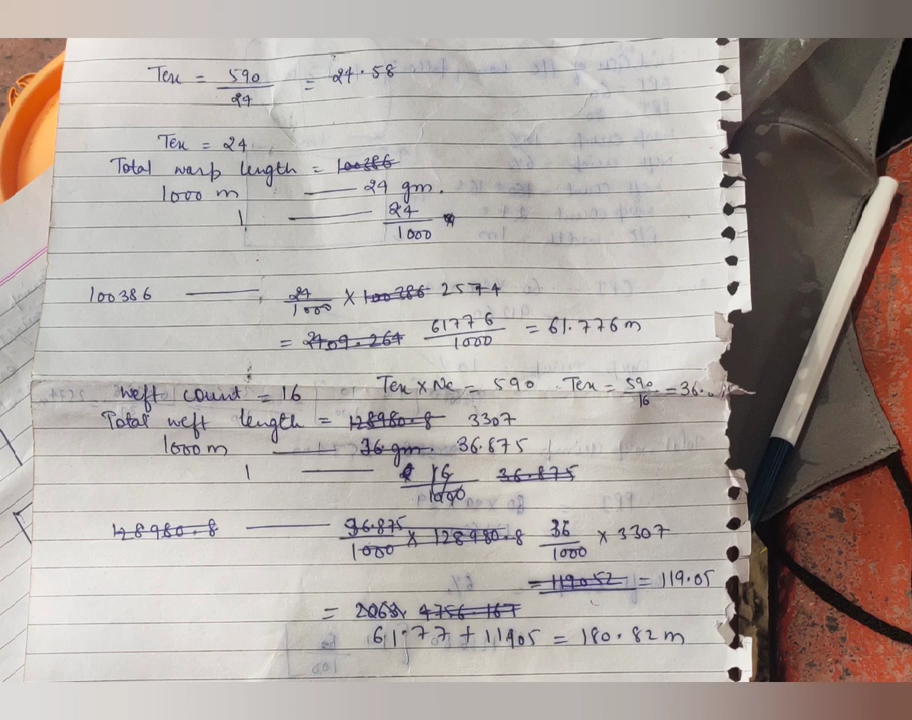 Tex = 590/24 = 24.58
Tex = 24
Total warp length = 100386
1000 m —— 24 gm.
1 —— 24/1000
100386 —— 24/1000 × 100386 2574
= 2409.264 61776/1000 = 61.776 m
weft count = 16 Tex × Ne = 590 Tex = 590/16 = 36.
Total weft length = 128980.8 3307
1000 m —— 36 gm. 36.875
1 —— 16/1000 36.875
128980.8 —— 36.875/1000 × 128980.8 36/1000 × 3307
= 119052 = 119.05
= 4756.167
61.77 + 119.05 = 180.82 m